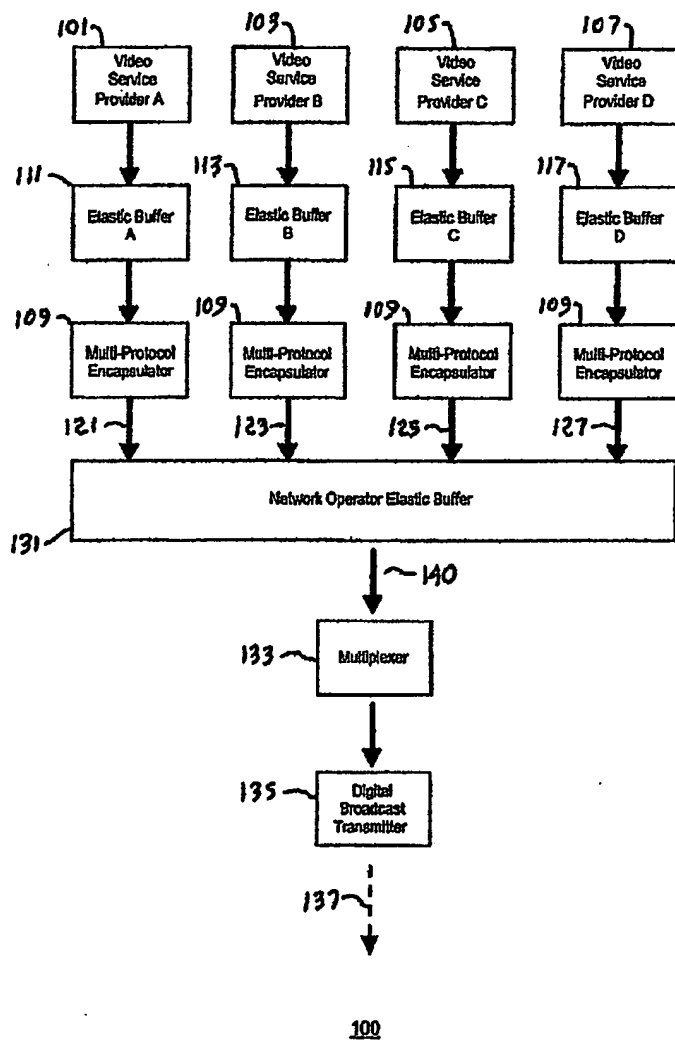 101
103
105
107
Video
Service
Provider A
Video
Service
Provider B
Video
Service
Provider C
Video
Service
Provider D
111
113
115
117
Elastic Buffer
A
Elastic Buffer
B
Elastic Buffer
C
Elastic Buffer
D
109
109
109
109
Multi-Protocol
Encapsulator
Multi-Protocol
Encapsulator
Multi-Protocol
Encapsulator
Multi-Protocol
Encapsulator
121
123
125
127
Network Operator Elastic Buffer
131
140
133
Multiplexer
135
Digital
Broadcast
Transmitter
137
100